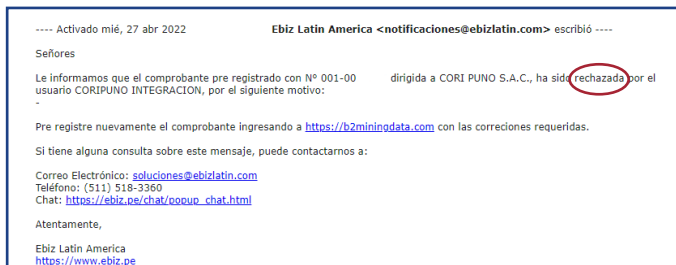 ---- Activado mié, 27 abr 2022 Ebiz Latin America <notificaciones@ebizlatin.com> escribió ----
Señores
Le informamos que el comprobante pre registrado con Nº 001-00 dirigida a CORI PUNO S.A.C., ha sido rechazada por el
usuario CORIPUNO INTEGRACION, por el siguiente motivo:
-
Pre registre nuevamente el comprobante ingresando a https://b2miningdata.com con las correciones requeridas.
Si tiene alguna consulta sobre este mensaje, puede contactarnos a:
Correo Electrónico: soluciones@ebizlatin.com
Teléfono: (511) 518-3360
Chat: https://ebiz.pe/chat/popup_chat.html
Atentamente,
Ebiz Latin America
https://www.ebiz.pe